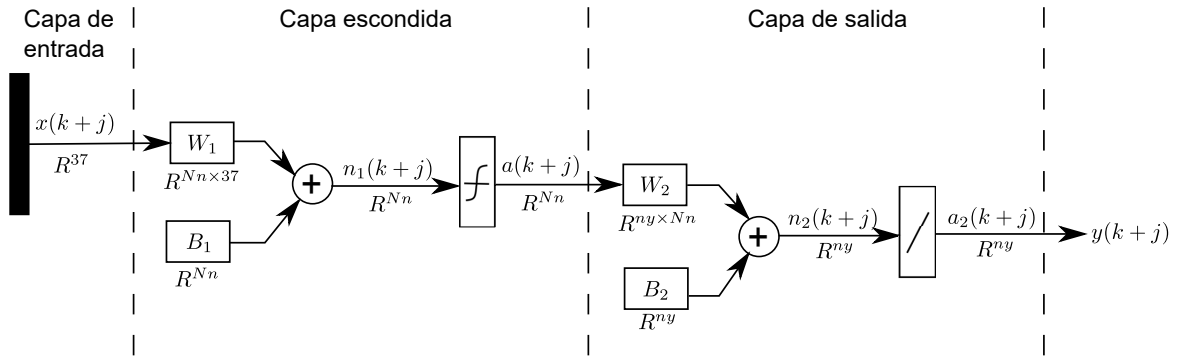 Capa de
entrada
Capa escondida
Capa de salida
x(k + j)
R^{37}
W_1
R^{Nn×37}
B_1
R^{Nn}
+
n_1(k + j)
R^{Nn}
a(k + j)
R^{Nn}
W_2
R^{ny×Nn}
B_2
R^{ny}
+
n_2(k + j)
R^{ny}
a_2(k + j)
R^{ny}
y(k + j)